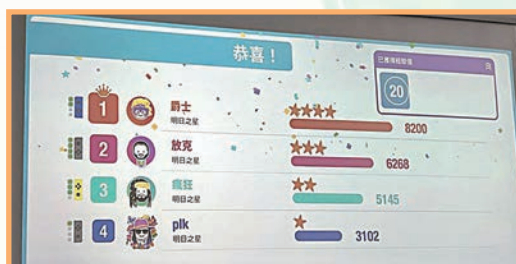 恭喜！
已獲得經驗值
20
1
爵士
明日之星
8200
2
放克
明日之星
6268
3
瘋狂
明日之星
5145
4
plk
明日之星
3102